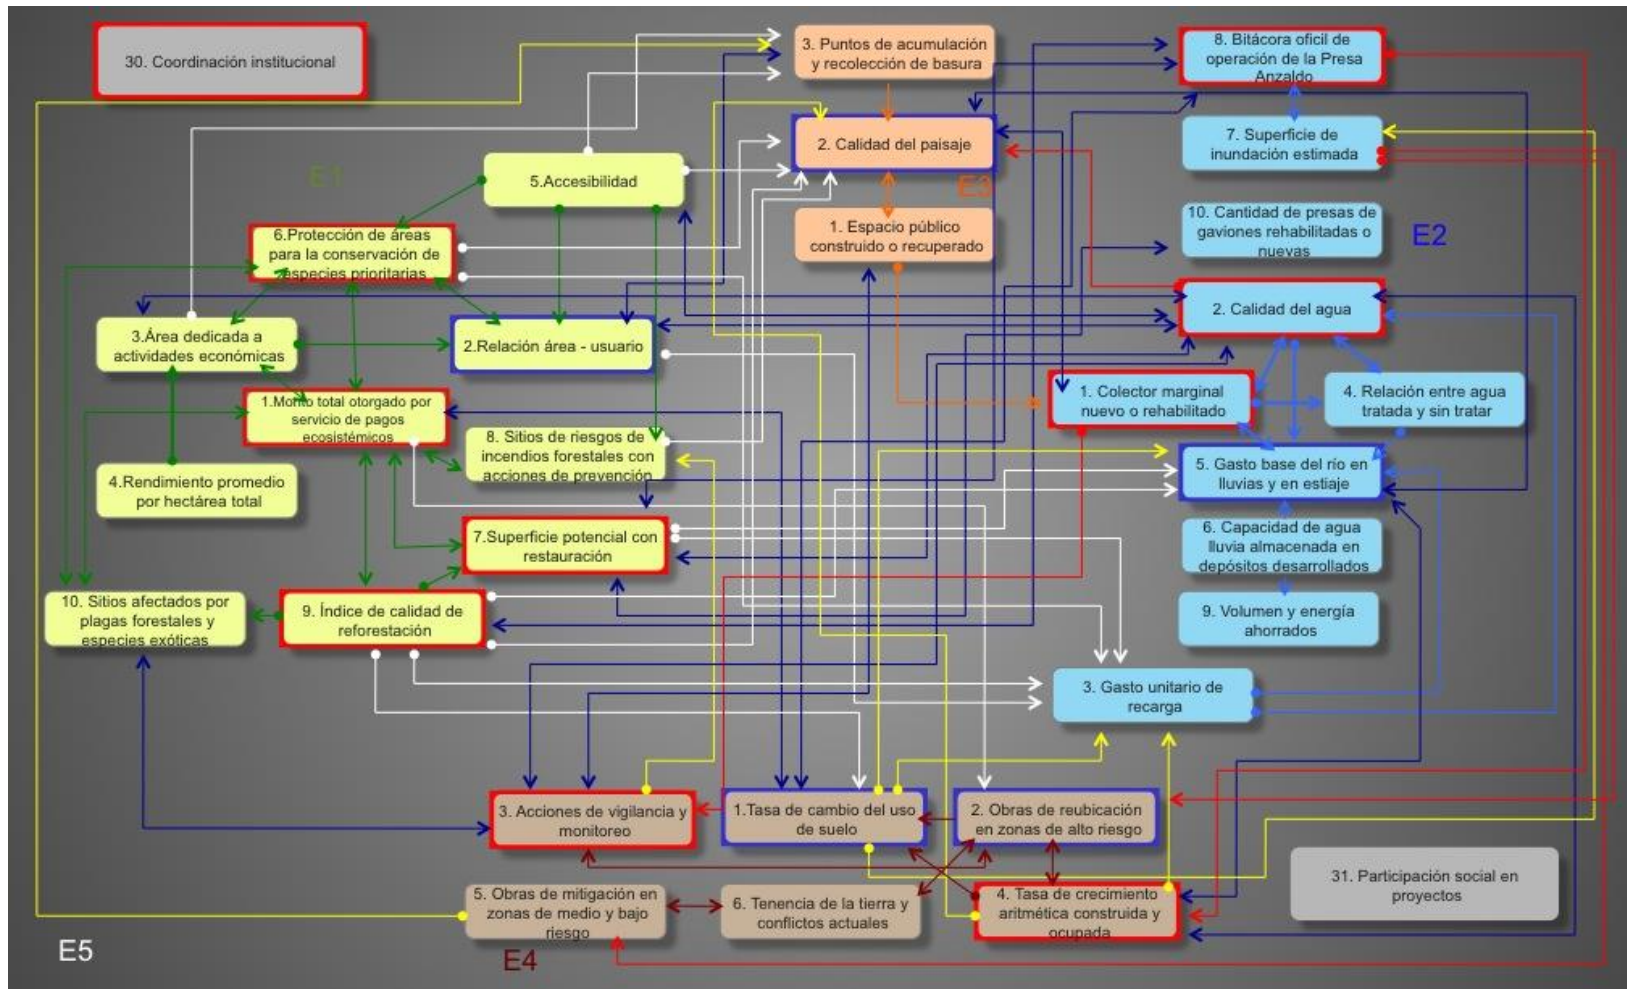 30. Coordinación institucional
3. Puntos de acumulación
y recolección de basura
8. Bitácora oficil de
operación de la Presa
Anzaldo
E1
5.Accesibilidad
2. Calidad del paisaje
E3
7. Superficie de
inundación estimada
6.Protección de áreas
para la conservación de
especies prioritarias
1. Espacio público
construido o recuperado
10. Cantidad de presas de
gaviones rehabilitadas o
nuevas
E2
3.Área dedicada a
actividades económicas
2.Relación área - usuario
2. Calidad del agua
1.Monto total otorgado por
servicio de pagos
ecosistémicos
1. Colector marginal
nuevo o rehabilitado
4. Relación entre agua
tratada y sin tratar
4.Rendimiento promedio
por hectárea total
8. Sitios de riesgos de
incendios forestales con
acciones de prevención
5. Gasto base del río en
lluvias y en estiaje
7.Superficie potencial con
restauración
6. Capacidad de agua
lluvia almacenada en
depósitos desarrollados
10. Sitios afectados por
plagas forestales y
especies exóticas
9. Índice de calidad de
reforestación
9. Volumen y energía
ahorrados
3. Gasto unitario de
recarga
3. Acciones de vigilancia y
monitoreo
1.Tasa de cambio del uso
de suelo
2. Obras de reubicación
en zonas de alto riesgo
5. Obras de mitigación en
zonas de medio y bajo
riesgo
6. Tenencia de la tierra y
conflictos actuales
4. Tasa de crecimiento
aritmética construida y
ocupada
31. Participación social en
proyectos
E5
E4